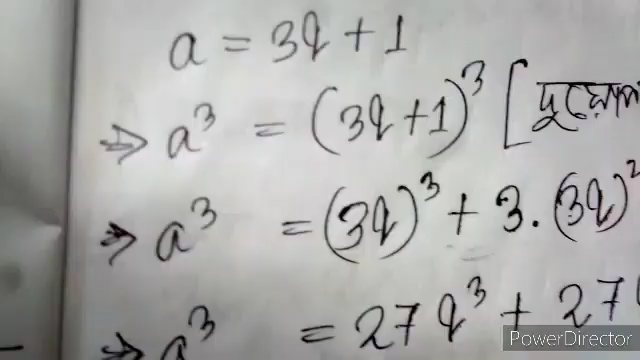 a = 3q + 1
⇒ a³ = (3q+1)³ [
⇒ a³ = (3q)³ + 3.(3q)²
⇒ a³ = 27q³ + 27
PowerDirector